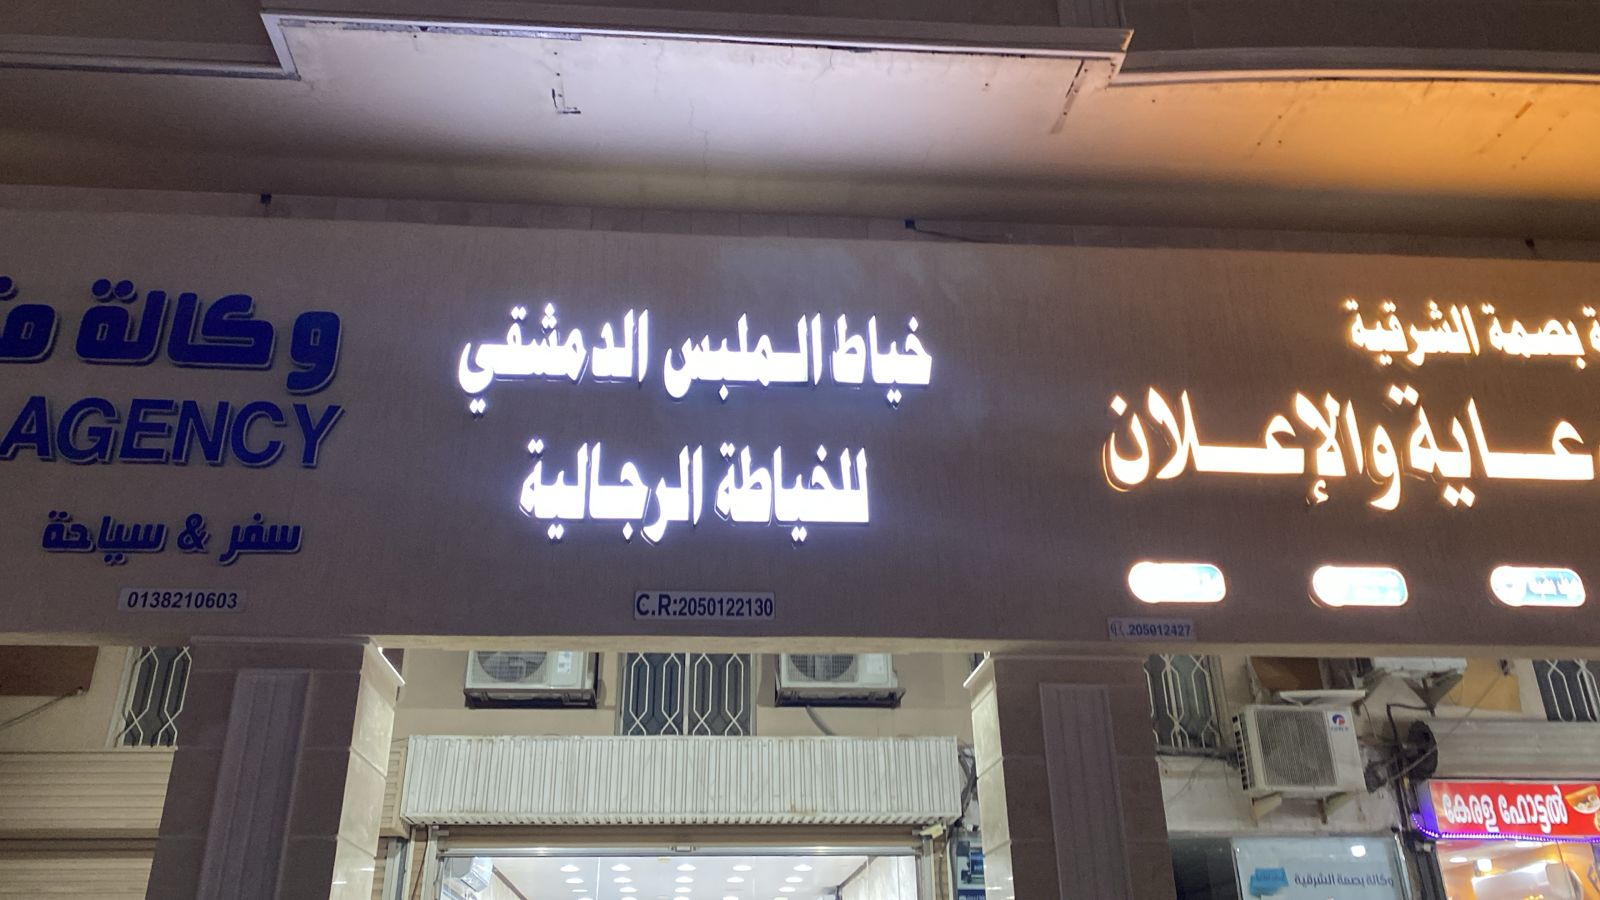 وكالة
AGENCY
سفر & سياحة
0138210603
خياط الملبس الدمشقي
للخياطة الرجالية
C.R:2050122130
بصمة الشرقية
عاية والإعلان
205012427
കേരള ഹോട്ടൽ
وكالة بصمة الشرقية